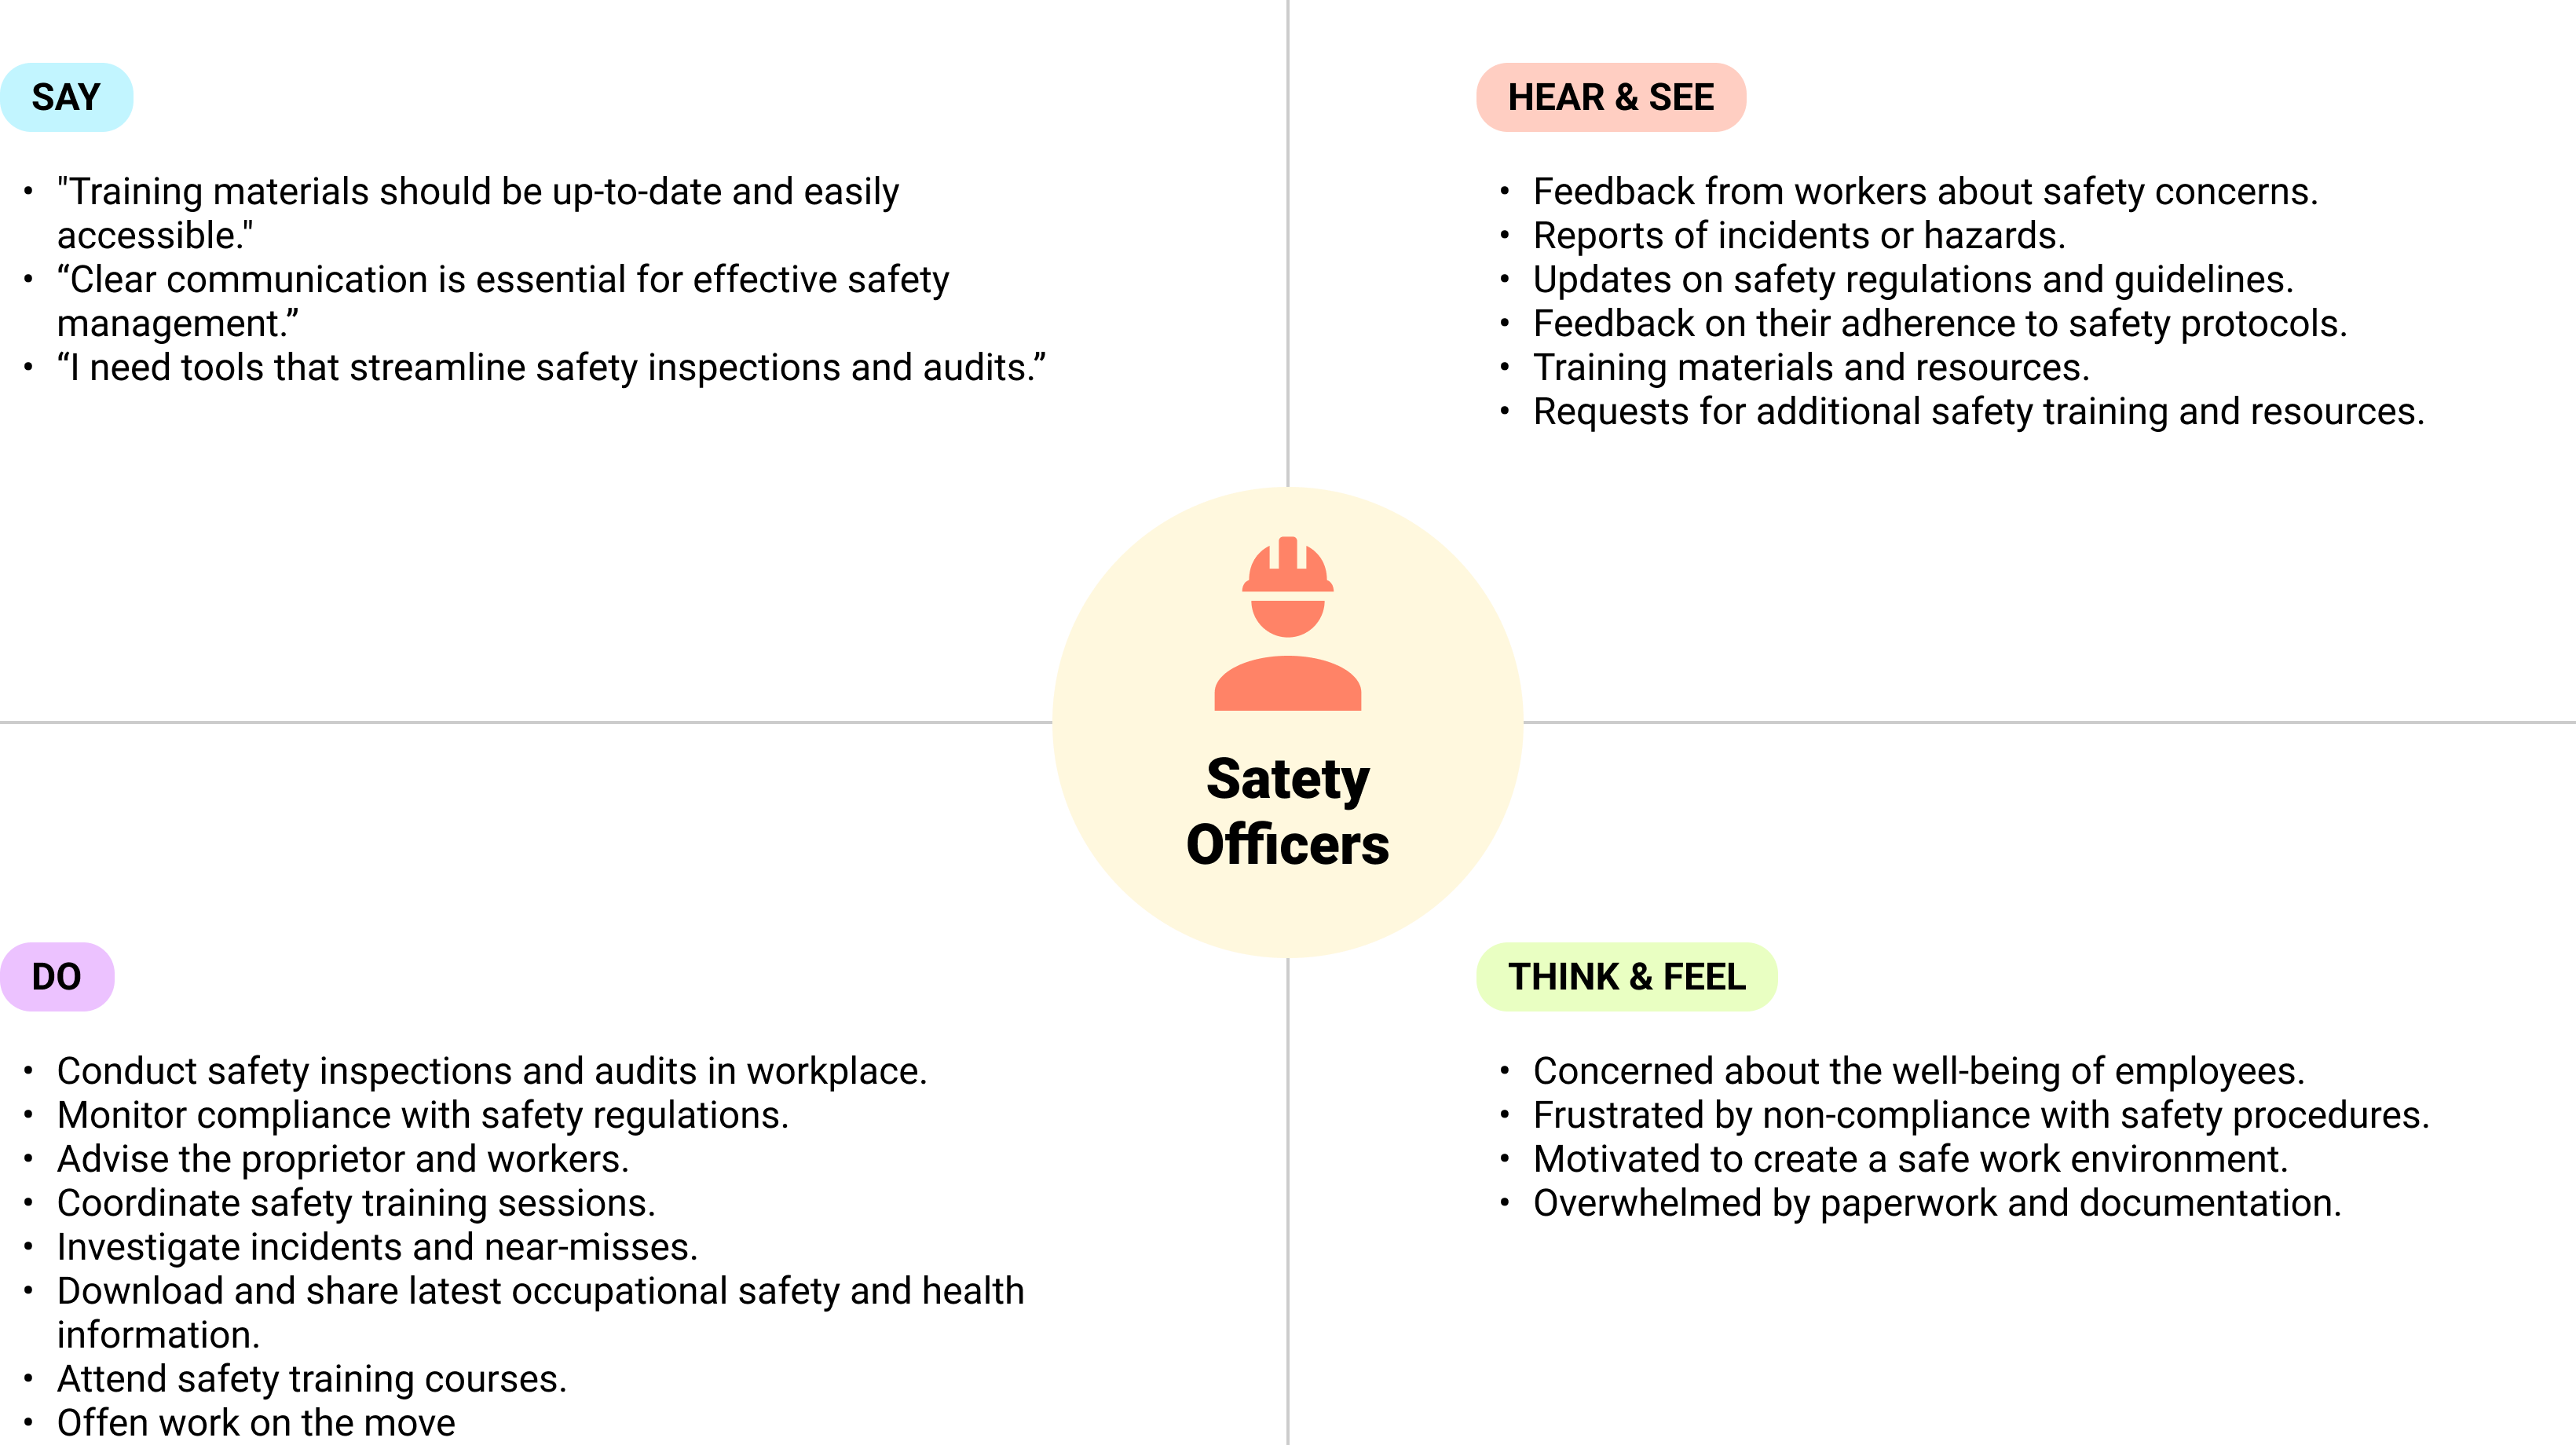 SAY
• "Training materials should be up-to-date and easily
accessible."
• “Clear communication is essential for effective safety
management.”
• “I need tools that streamline safety inspections and audits.”
HEAR & SEE
• Feedback from workers about safety concerns.
• Reports of incidents or hazards.
• Updates on safety regulations and guidelines.
• Feedback on their adherence to safety protocols.
• Training materials and resources.
• Requests for additional safety training and resources.
Satety
Officers
DO
• Conduct safety inspections and audits in workplace.
• Monitor compliance with safety regulations.
• Advise the proprietor and workers.
• Coordinate safety training sessions.
• Investigate incidents and near-misses.
• Download and share latest occupational safety and health
information.
• Attend safety training courses.
• Offen work on the move
THINK & FEEL
• Concerned about the well-being of employees.
• Frustrated by non-compliance with safety procedures.
• Motivated to create a safe work environment.
• Overwhelmed by paperwork and documentation.